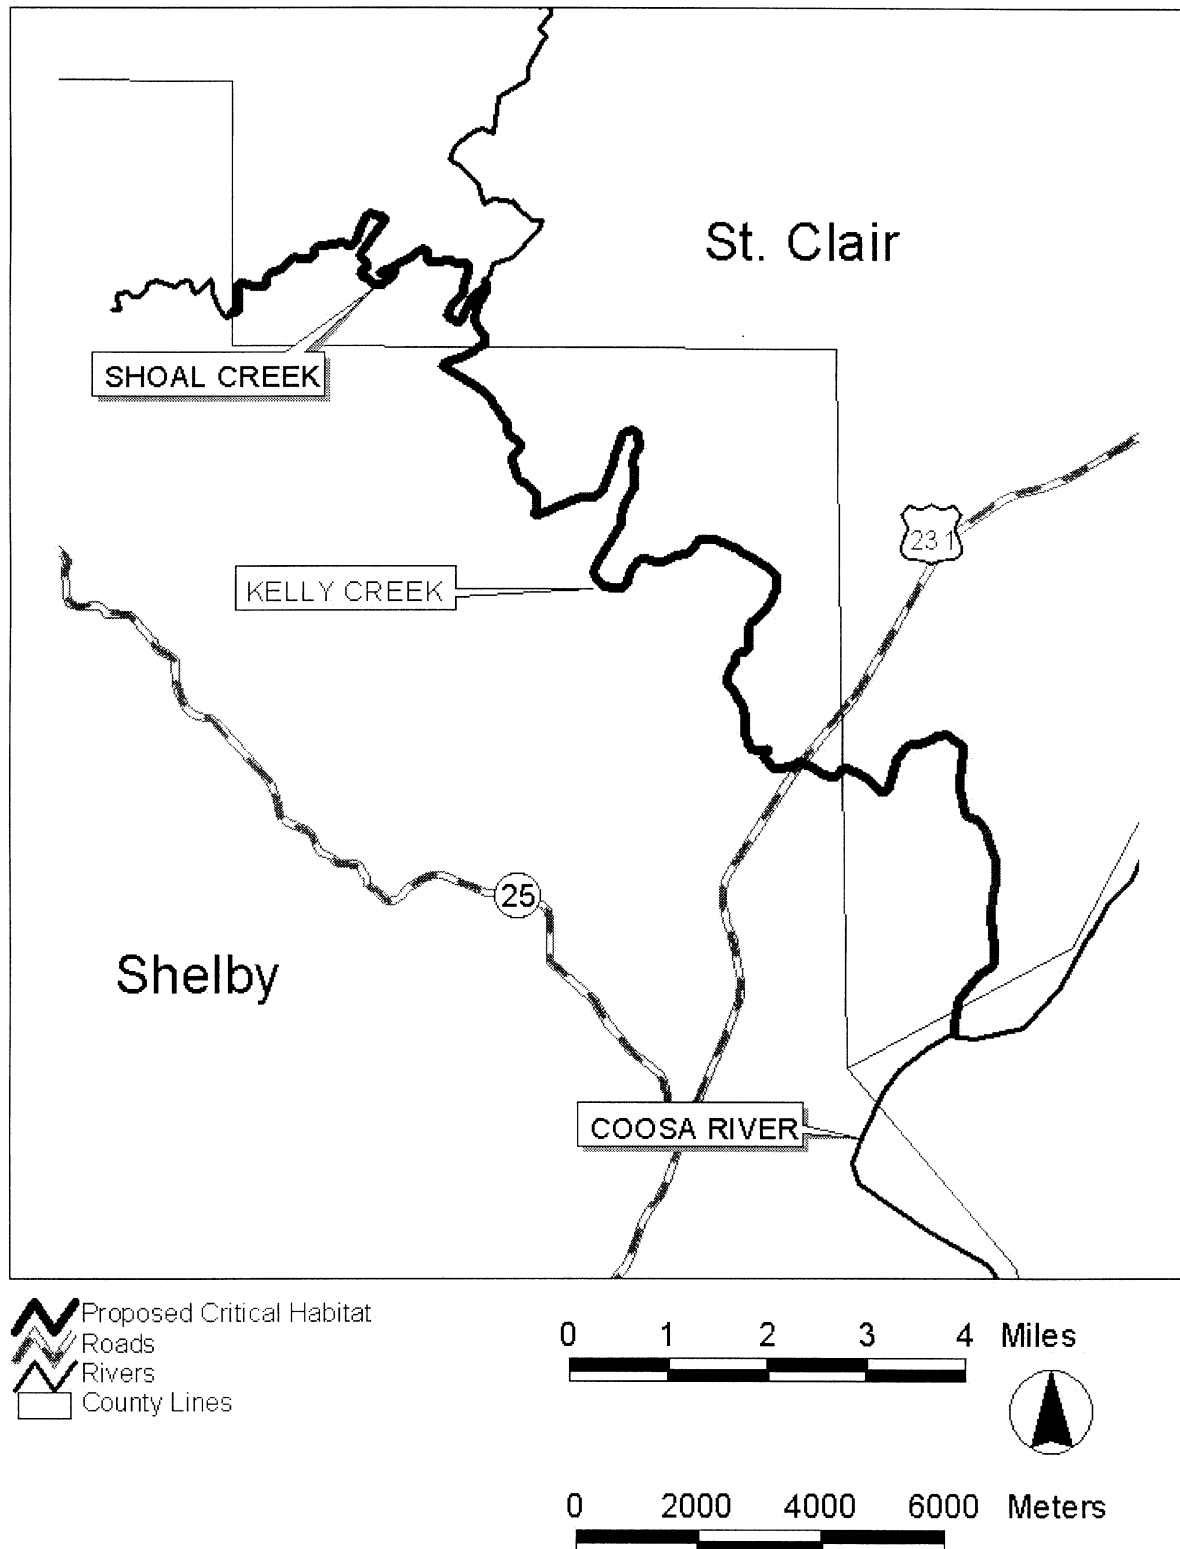 St. Clair
SHOAL CREEK
231
KELLY CREEK
25
Shelby
COOSA RIVER
Proposed Critical Habitat
Roads
Rivers
County Lines
0 1 2 3 4 Miles
0 2000 4000 6000 Meters